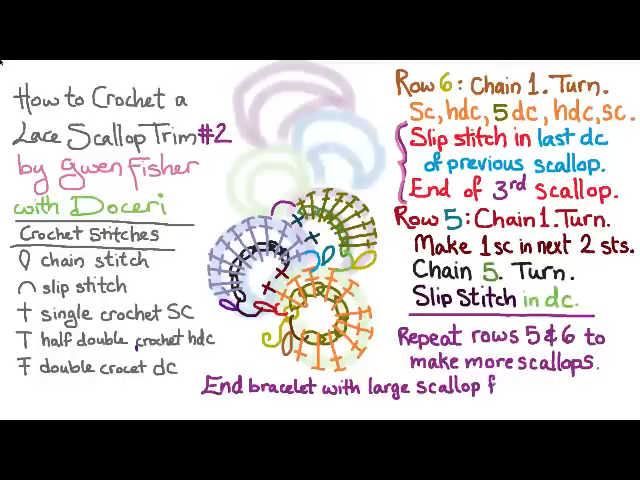 How to Crochet a
Lace Scallop Trim #2
by Gwen Fisher
with Doceri
Crochet Stitches
chain stitch
slip stitch
single crochet SC
half double crochet hdc
double crocet dc
Row 6: Chain 1. Turn.
Sc, hdc, 5 dc, hdc, sc.
Slip stitch in last dc
of previous scallop.
End of 3rd scallop.
Row 5: Chain 1. Turn.
Make 1 sc in next 2 sts.
Chain 5. Turn.
Slip Stitch in dc.
Repeat rows 5 & 6 to
make more scallops.
End bracelet with large scallop f